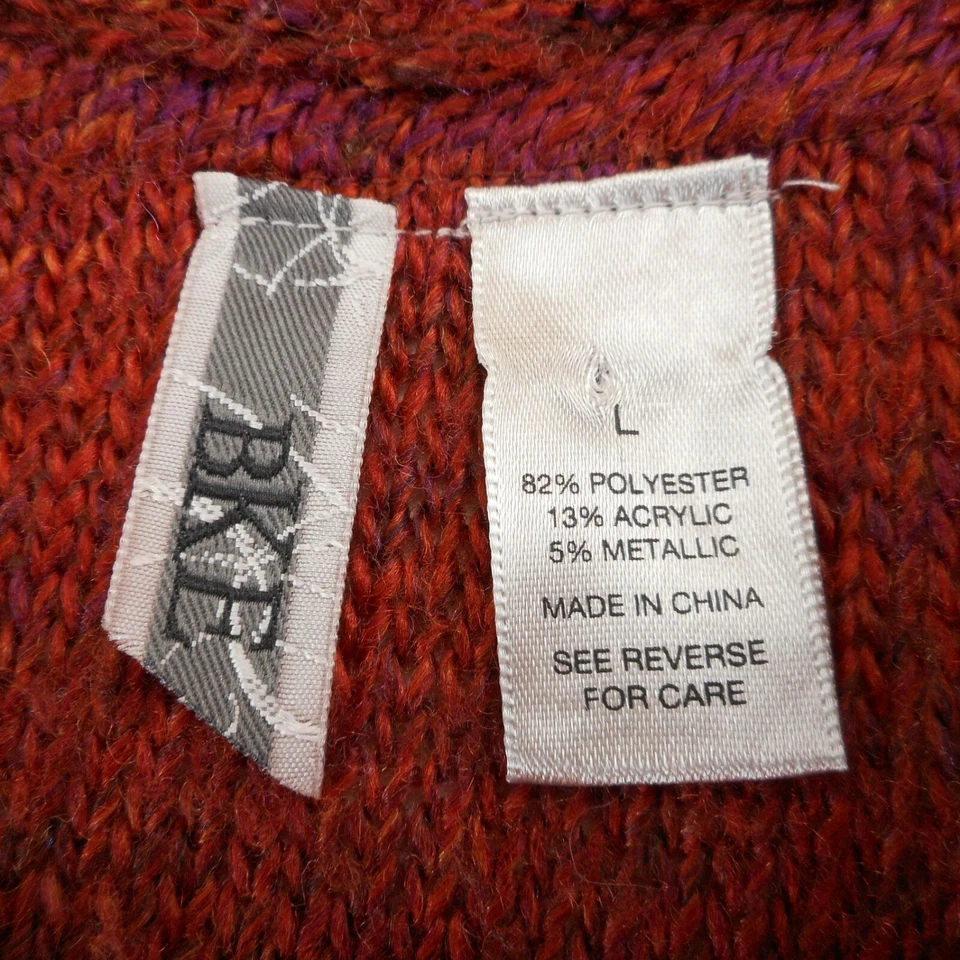 BKE
L
82% POLYESTER
13% ACRYLIC
5% METALLIC
MADE IN CHINA
SEE REVERSE
FOR CARE